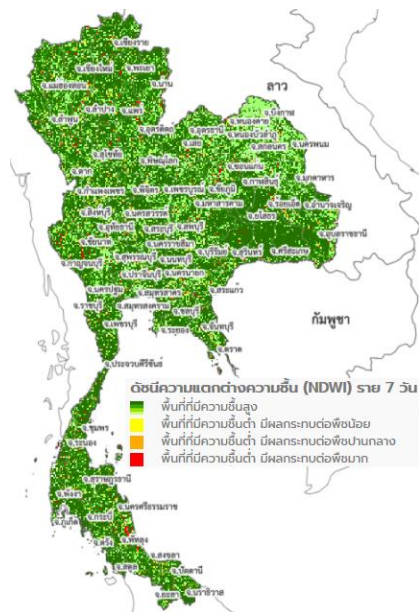 จ.เชียงราย
จ.เชียงใหม่ จ.พะเยา
จ.แม่ฮ่องสอน จ.น่าน
จ.ลำปาง จ.แพร่
จ.ลำพูน
จ.อุตรดิตถ์
ลาว
จ.บึงกาฬ
จ.หนองคาย
จ.อุดรธานี จ.หนองบัวลำภู
จ.เลย จ.สกลนคร
จ.นครพนม
จ.สุโขทัย
จ.พิษณุโลก
จ.ขอนแก่น
จ.ตาก จ.กาฬสินธุ์ จ.มุกดาหาร
จ.กำแพงเพชร จ.พิจิตร จ.เพชรบูรณ์ จ.ชัยภูมิ
จ.มหาสารคาม จ.ร้อยเอ็ด จ.อำนาจเจริญ
จ.ยโสธร
จ.สิงห์บุรี จ.นครสวรรค์
จ.อุทัยธานี จ.สระบุรี จ.ลพบุรี
จ.อุบลราชธานี
จ.ชัยนาท จ.นครราชสีมา
จ.บุรีรัมย์ จ.สุรินทร์ จ.ศรีสะเกษ
จ.กาญจนบุรี จ.สุพรรณบุรี จ.นนทบุรี
จ.ปราจีนบุรี จ.นครนายก
จ.นครปฐม จ.สมุทรสาคร จ.สระแก้ว
จ.ราชบุรี จ.สมุทรสงคราม จ.ชลบุรี
จ.เพชรบุรี จ.ระยอง จ.จันทบุรี
กัมพูชา
จ.ตราด
จ.ประจวบคีรีขันธ์
ดัชนีความแตกต่างความชื้น (NDWI) ราย 7 วัน
พื้นที่ที่มีความชื้นสูง
พื้นที่ที่มีความชื้นต่ำ มีผลกระทบต่อพืชน้อย
พื้นที่ที่มีความชื้นต่ำ มีผลกระทบต่อพืชปานกลาง
พื้นที่ที่มีความชื้นต่ำ มีผลกระทบต่อพืชมาก
จ.ชุมพร
จ.ระนอง
จ.สุราษฎร์ธานี
จ.พังงา
จ.นครศรีธรรมราช
จ.กระบี่
จ.ภูเก็ต
จ.ตรัง จ.พัทลุง
จ.สงขลา
จ.สตูล จ.ปัตตานี
จ.ยะลา จ.นราธิวาส